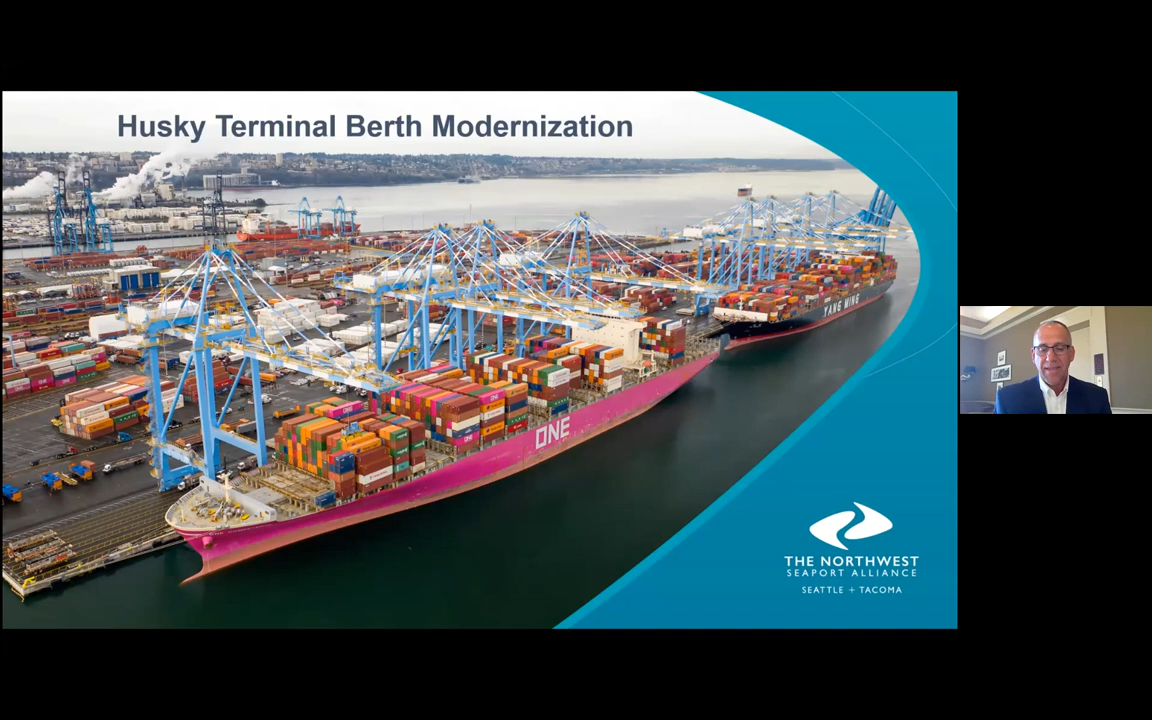 Husky Terminal Berth Modernization
YANG MING
ONE
THE NORTHWEST
SEAPORT ALLIANCE
SEATTLE + TACOMA